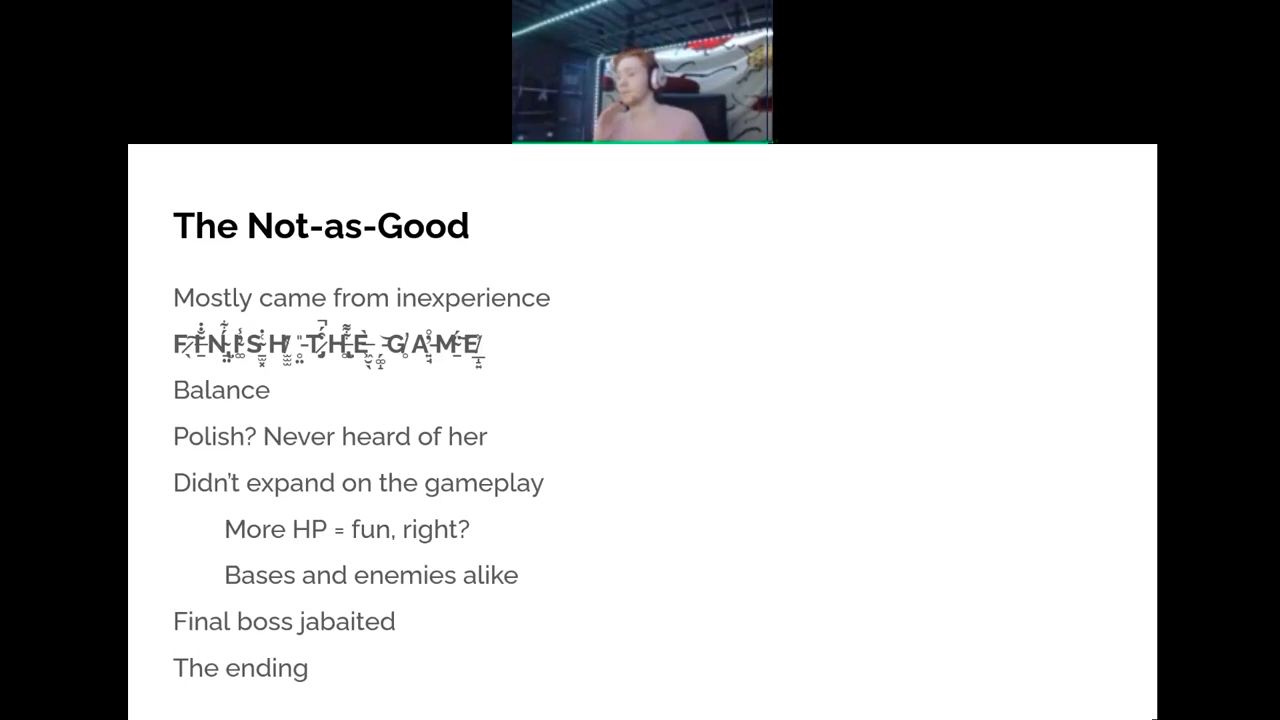 The Not-as-Good
Mostly came from inexperience
FINISH THE GAME
Balance
Polish? Never heard of her
Didn't expand on the gameplay
More HP = fun, right?
Bases and enemies alike
Final boss jabaited
The ending